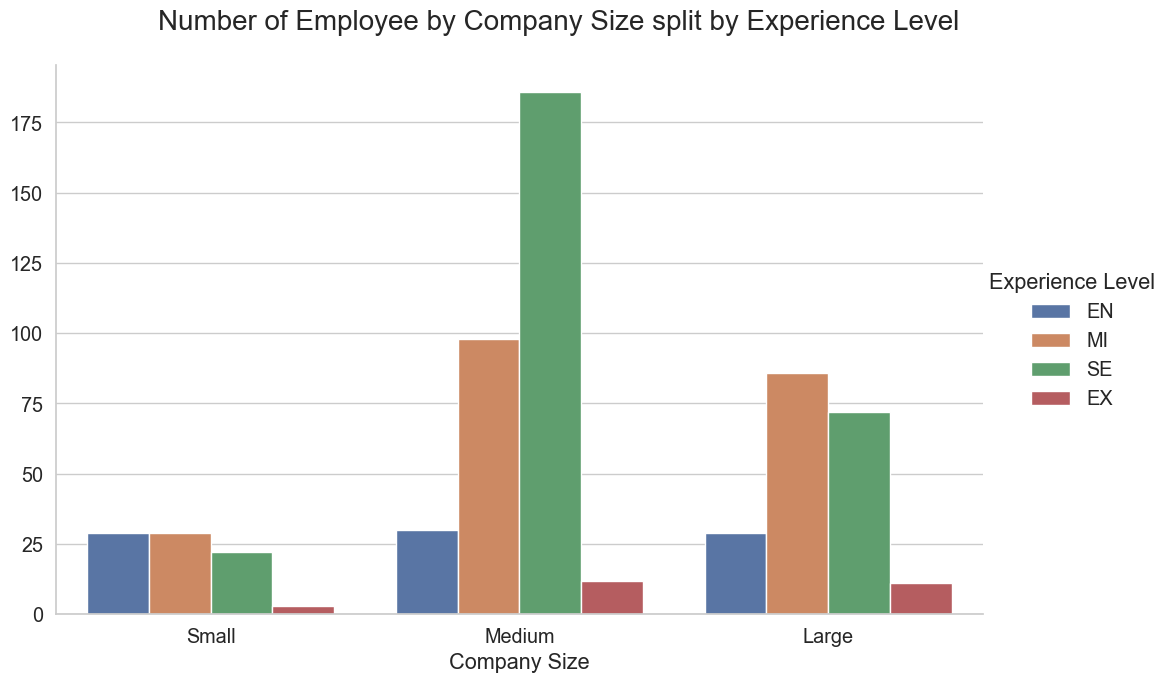 Number of Employee by Company Size split by Experience Level
175
150
125
100
75
50
25
0
Small
Medium
Large
Company Size
Experience Level
EN
MI
SE
EX